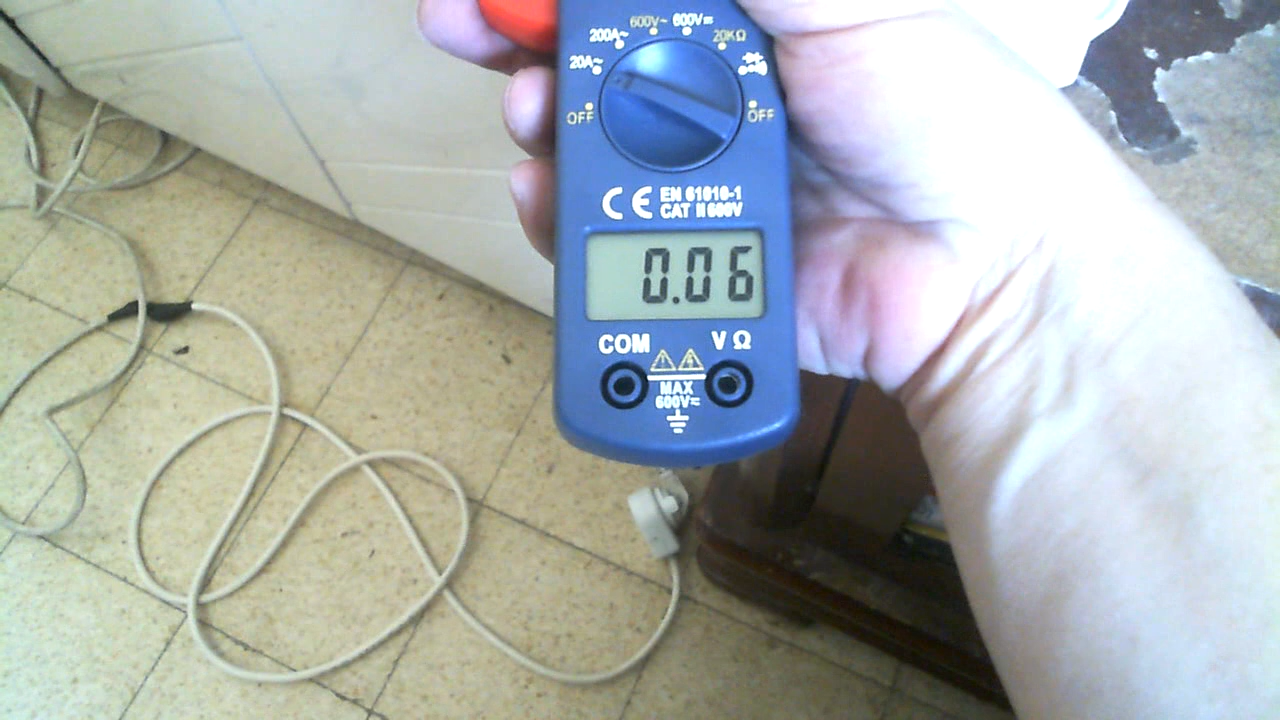 600V~ 600V⎓
200A~ 20KΩ
20A~
OFF OFF
CE EN 61010-1
CAT II 600V
0.06
COM V Ω
MAX
600V≂